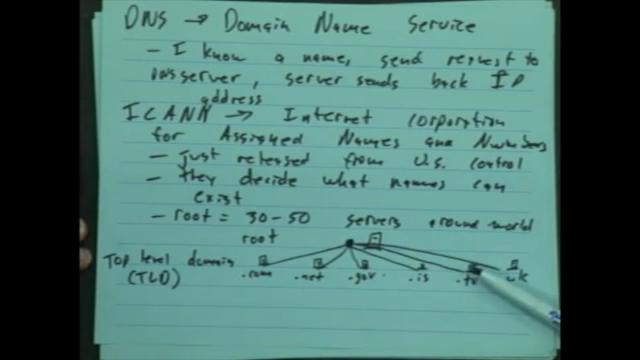 DNS → Domain Name Service
- I know a name, send request to
DNS server, server sends back IP
address
ICANN → Internet corporation
for Assigned Names and Numbers
- just released from U.S. control
- they decide what names can
exist
- root = 30-50 servers around world
root
Top level domain
(TLD)
.com .net .gov .is .tv .uk